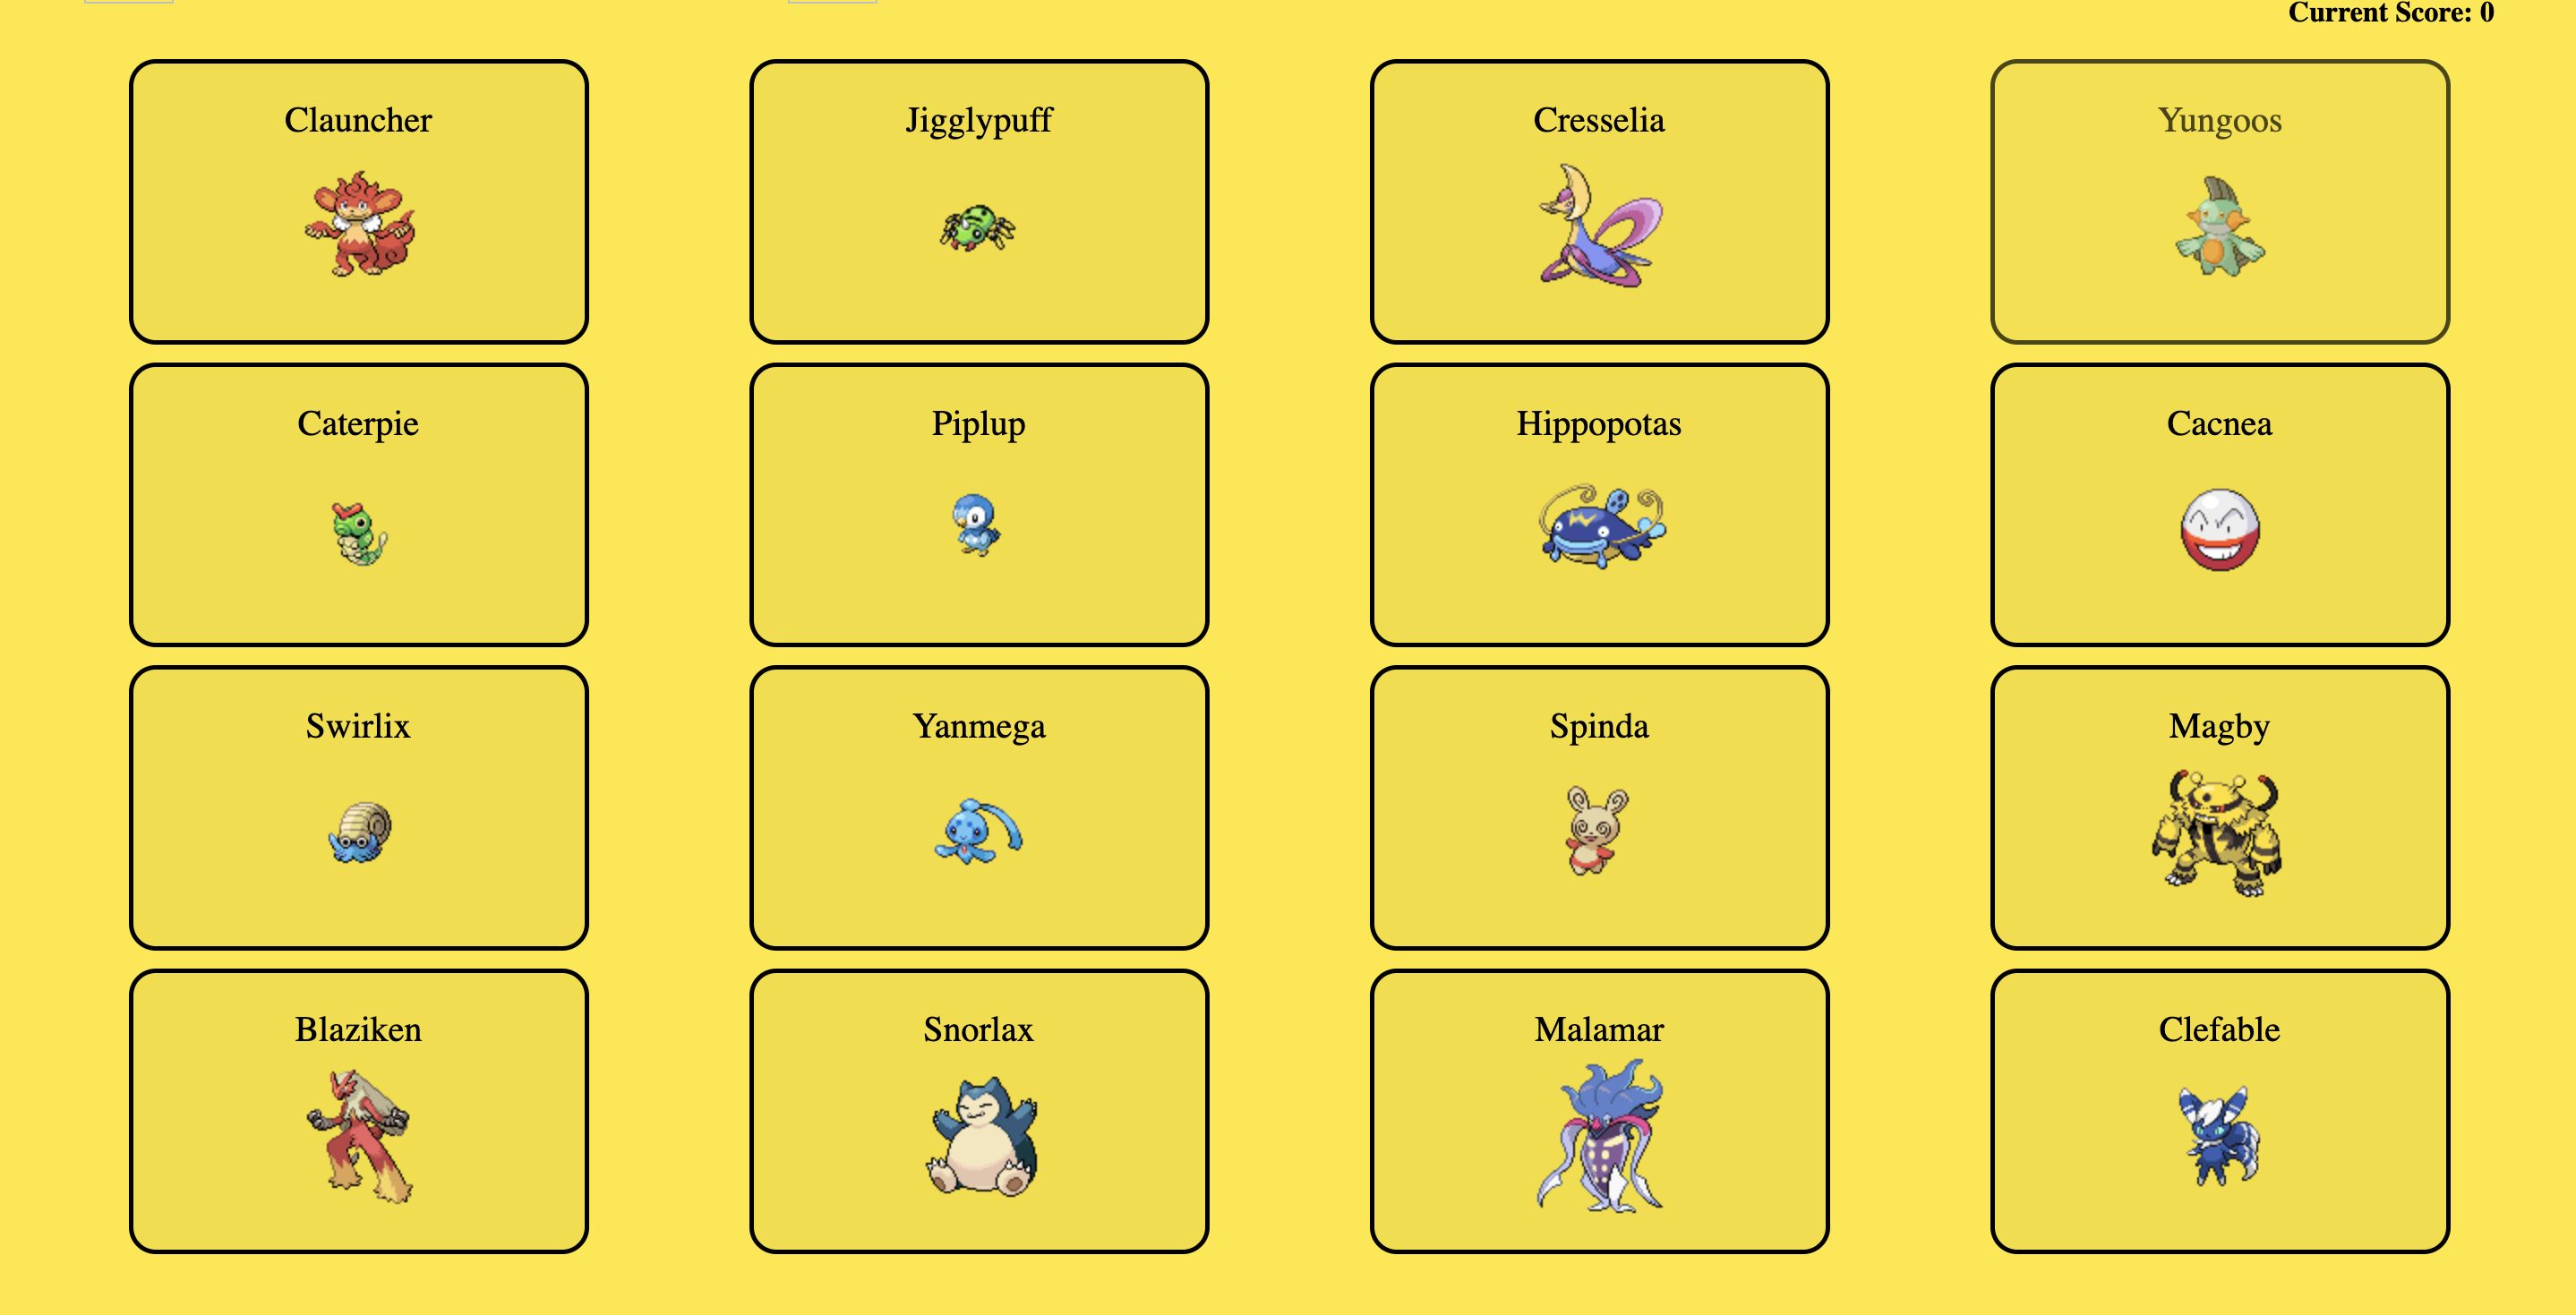 Current Score: 0
Clauncher
Jigglypuff
Cresselia
Yungoos
Caterpie
Piplup
Hippopotas
Cacnea
Swirlix
Yanmega
Spinda
Magby
Blaziken
Snorlax
Malamar
Clefable